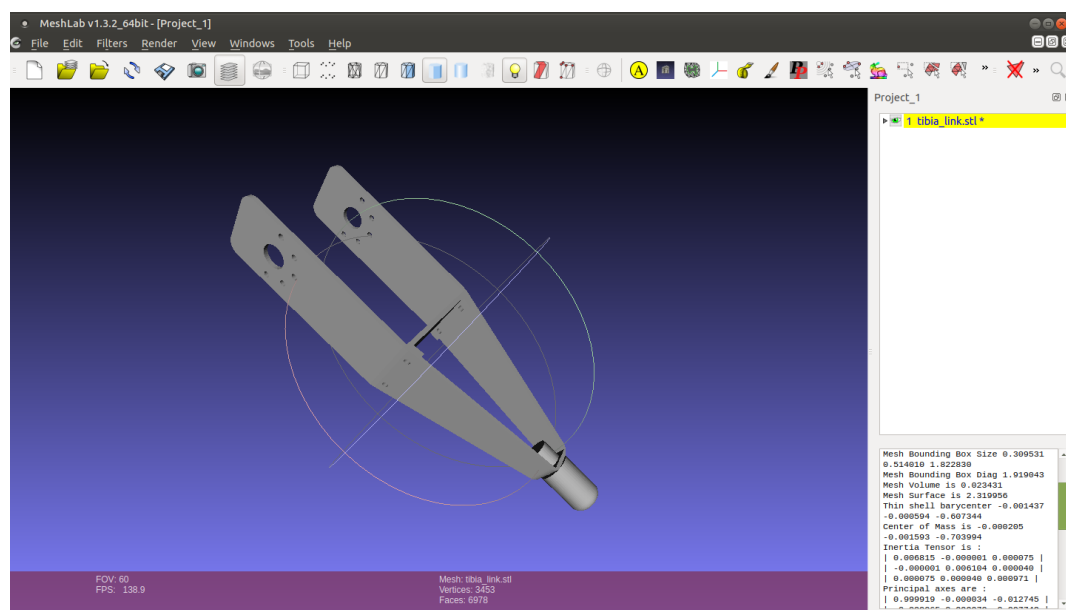 MeshLab v1.3.2_64bit - [Project_1]
File Edit Filters Render View Windows Tools Help
A
»
»
Project_1
1 tibia_link.stl *
Mesh Bounding Box Size 0.309531
0.514010 1.822830
Mesh Bounding Box Diag 1.919043
Mesh Volume is 0.023431
Mesh Surface is 2.319956
Thin shell barycenter -0.001437
-0.000594 -0.607344
Center of Mass is -0.000205
-0.001593 -0.703994
Inertia Tensor is :
| 0.006815 -0.000001 0.000075 |
| -0.000001 0.006104 0.000040 |
| 0.000075 0.000040 0.000971 |
Principal axes are :
| 0.999919 -0.000034 -0.012745 |
FOV: 60
FPS: 138.9
Mesh: tibia_link.stl
Vertices: 3453
Faces: 6978